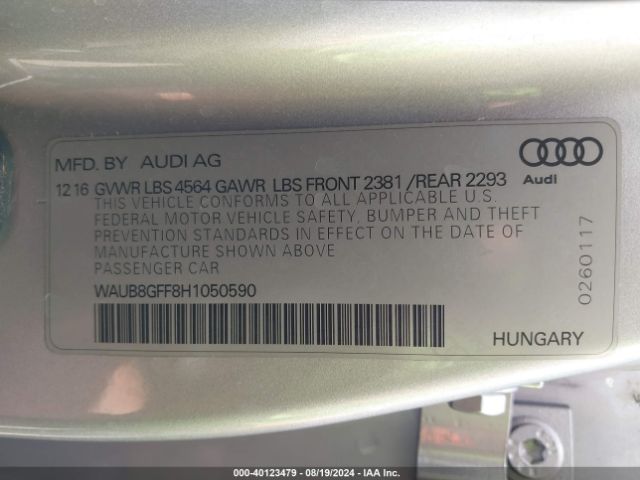 MFD. BY AUDI AG
Audi
12 16 GVWR LBS 4564 GAWR LBS FRONT 2381 /REAR 2293
THIS VEHICLE CONFORMS TO ALL APPLICABLE U.S.
FEDERAL MOTOR VEHICLE SAFETY, BUMPER AND THEFT
PREVENTION STANDARDS IN EFFECT ON THE DATE OF
MANUFACTURE SHOWN ABOVE
PASSENGER CAR
WAUB8GFF8H1050590
0260117
HUNGARY
000-40123479 - 08/19/2024 - IAA Inc.